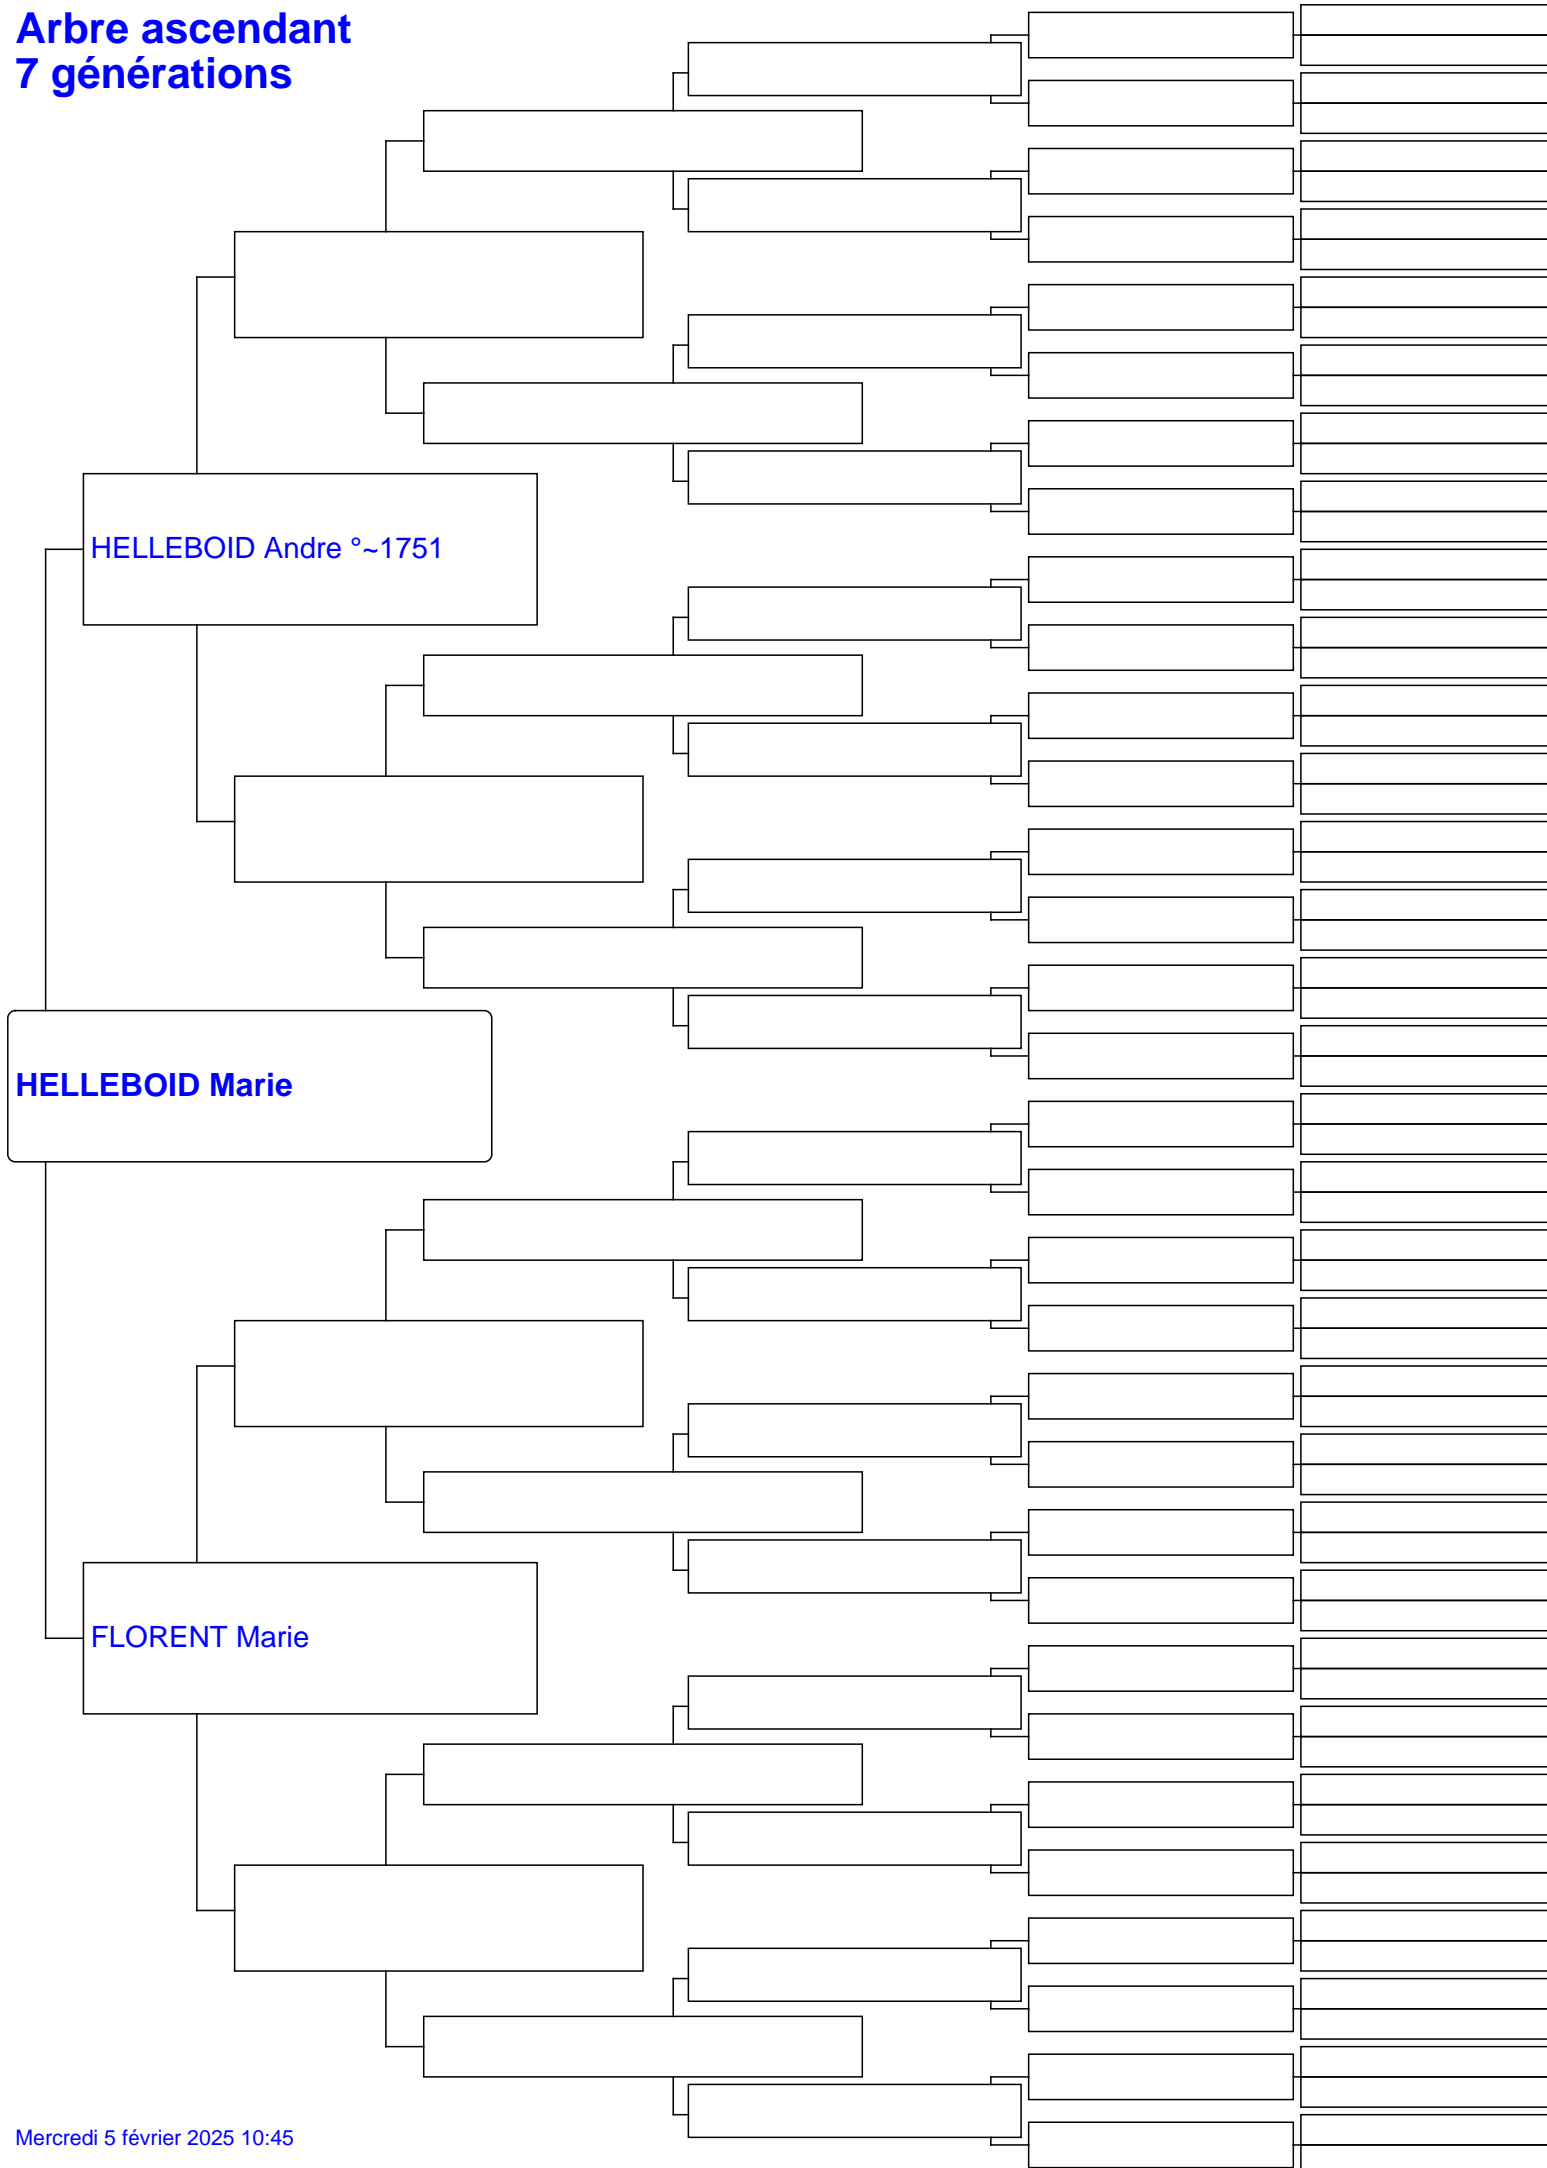 Arbre ascendant
7 générations
HELLEBOID Andre °~1751
HELLEBOID Marie
FLORENT Marie
Mercredi 5 février 2025 10:45